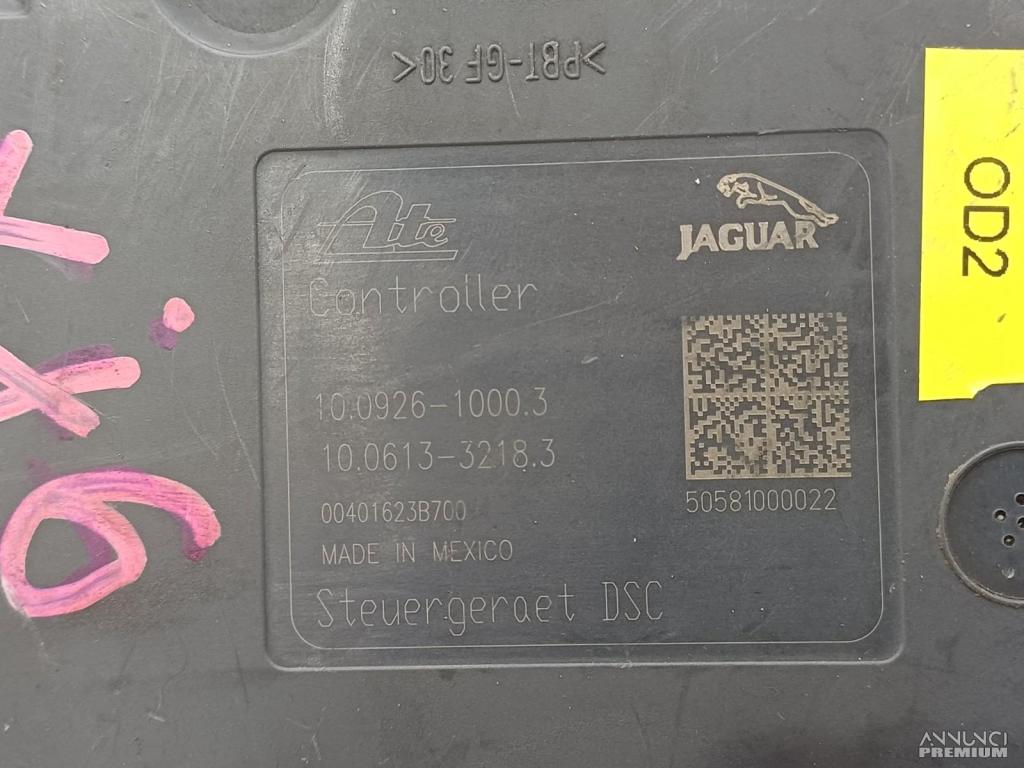 >PBT-GF 30<
OD2
Ate
JAGUAR
Controller
10.0926-1000.3
10.0613-3218.3
00401623B700
50581000022
MADE IN MEXICO
Steuergeraet DSC
ANNUNCI
PREMIUM